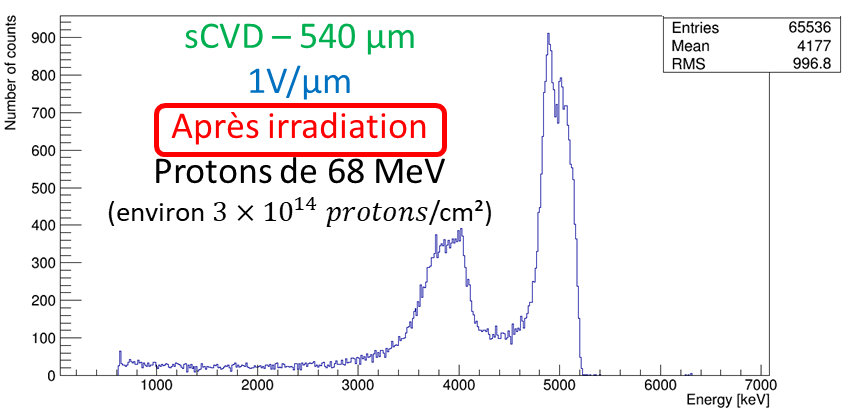 sCVD – 540 µm
1V/µm
Après irradiation
Protons de 68 MeV
(environ 3 × 10¹⁴ protons/cm²)
Entries 65536
Mean 4177
RMS 996.8
Number of counts
900
800
700
600
500
400
300
200
100
0
1000 2000 3000 4000 5000 6000 7000
Energy [keV]